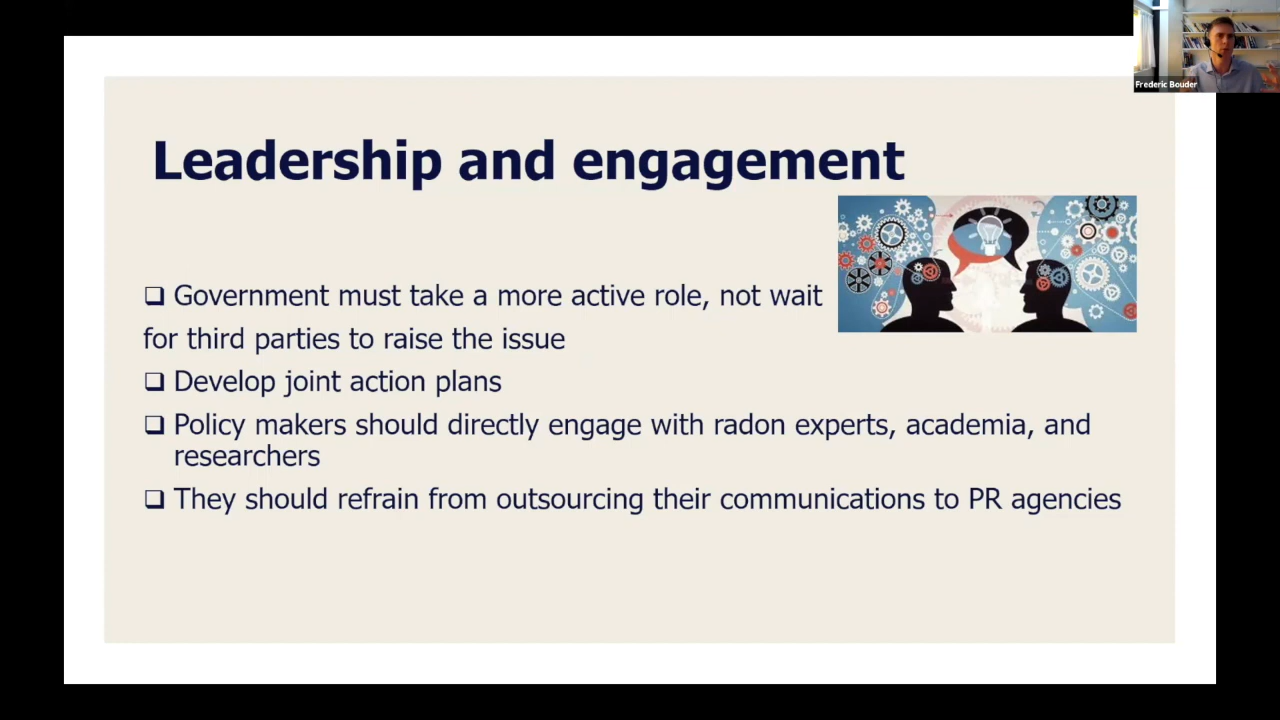 Frederic Bouder
Leadership and engagement
❑ Government must take a more active role, not wait
for third parties to raise the issue
❑ Develop joint action plans
❑ Policy makers should directly engage with radon experts, academia, and
researchers
❑ They should refrain from outsourcing their communications to PR agencies